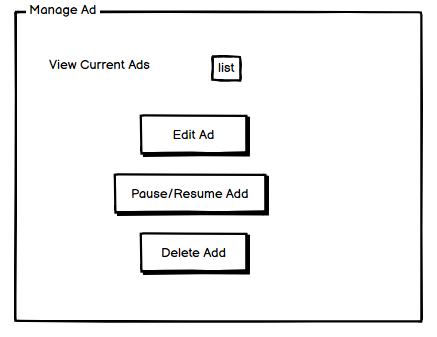 Manage Ad
View Current Ads list
Edit Ad
Pause/Resume Add
Delete Add